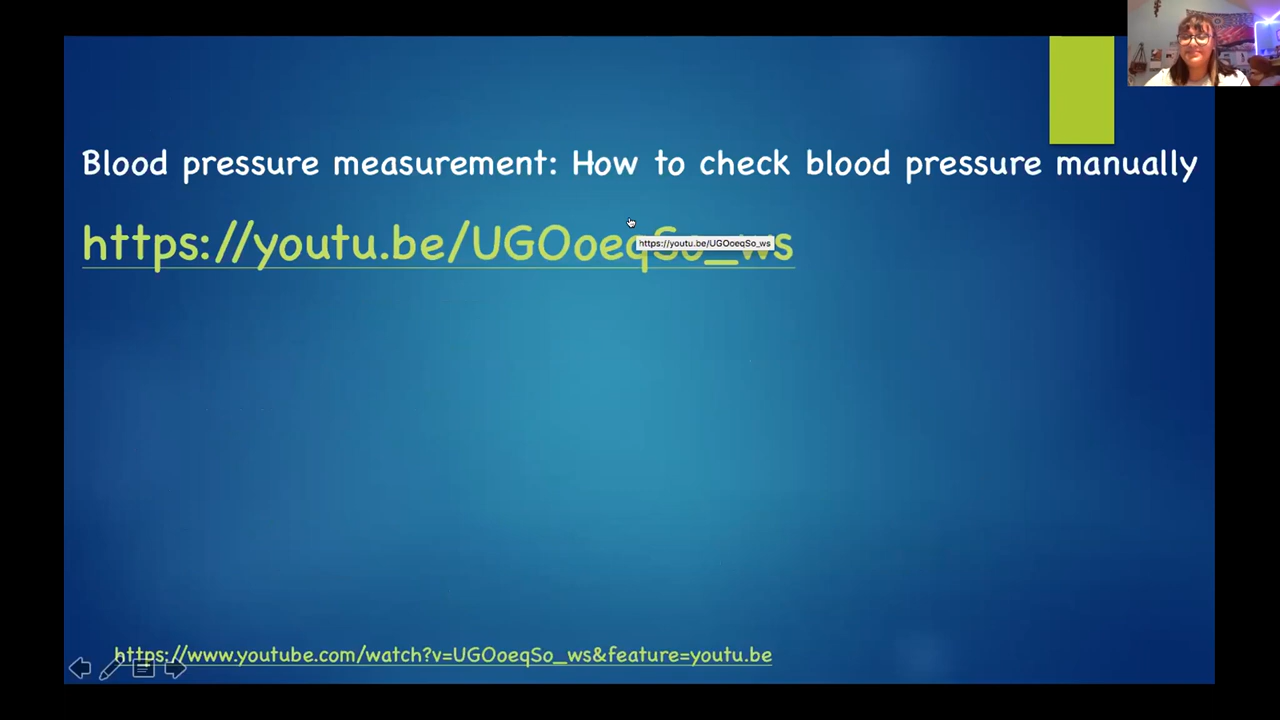 Blood pressure measurement: How to check blood pressure manually
https://youtu.be/UGOoeqSo_ws
https://youtu.be/UGOoeqSo_ws
https://www.youtube.com/watch?v=UGOoeqSo_ws&feature=youtu.be